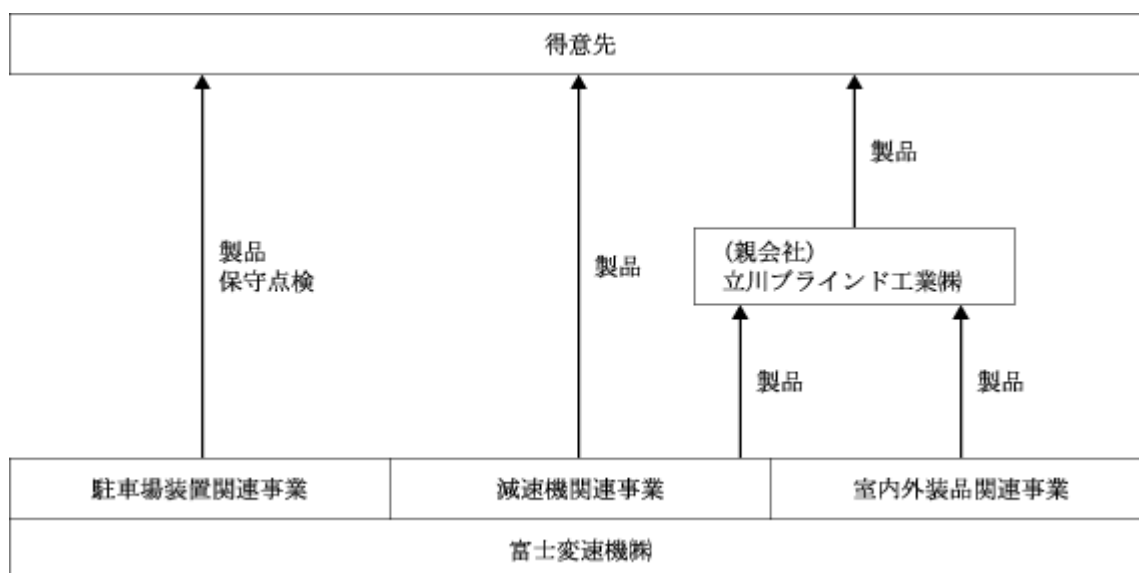 得意先
製品
製品
保守点検
製品
(親会社)
立川ブラインド工業㈱
製品
製品
駐車場装置関連事業
減速機関連事業
室内外装品関連事業
富士変速機㈱